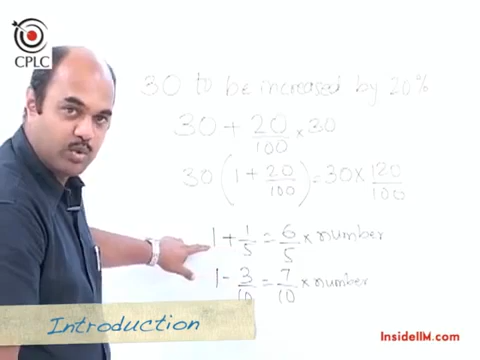 CPLC
30 to be increased by 20%
30 + 20/100 × 30
30 (1 + 20/100) = 30 × 120/100
1 + 1/5 = 6/5 × number
1 - 3/10 = 7/10 × number
Introduction
InsideIIM.com